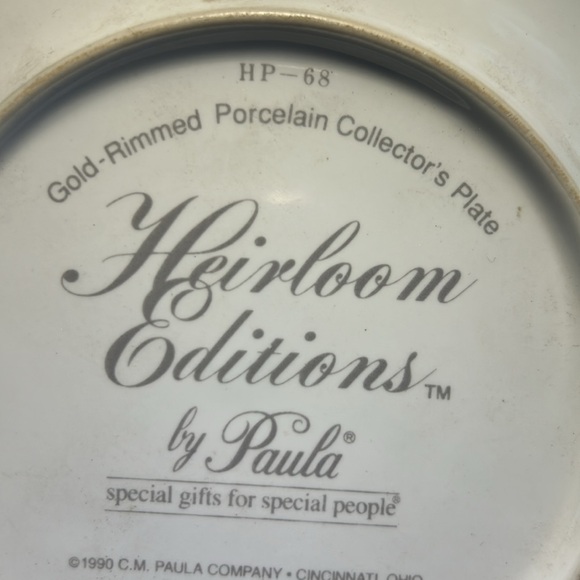 HP-68
Gold-Rimmed Porcelain Collector's Plate
Heirloom
Editions™
by Paula®
special gifts for special people®
©1990 C.M. PAULA COMPANY • CINCINNATI, OHIO